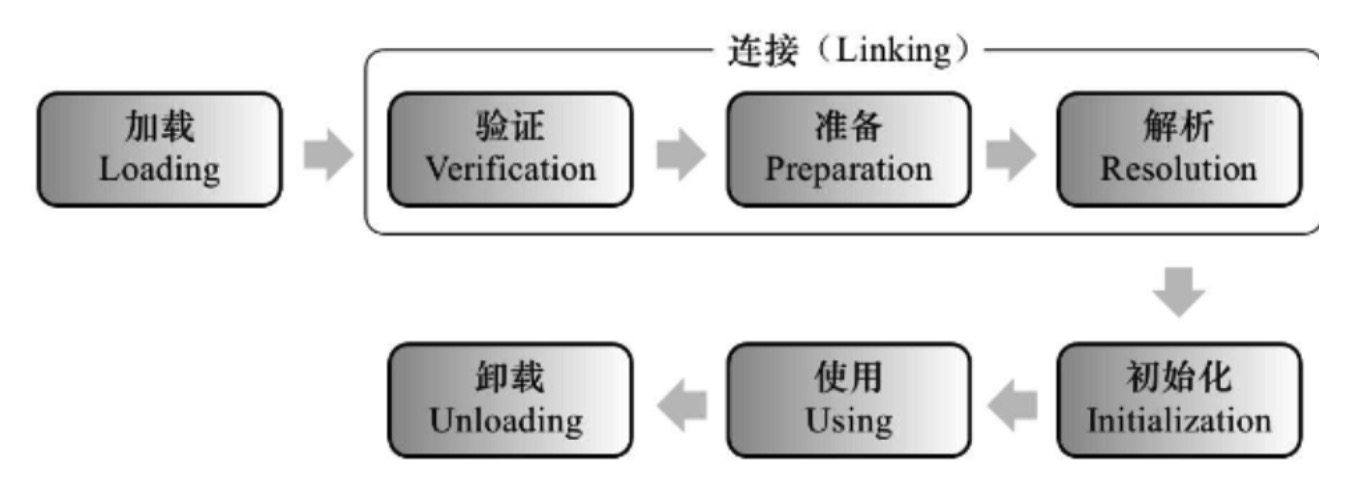 连接（Linking）
加载
Loading
验证
Verification
准备
Preparation
解析
Resolution
初始化
Initialization
使用
Using
卸载
Unloading